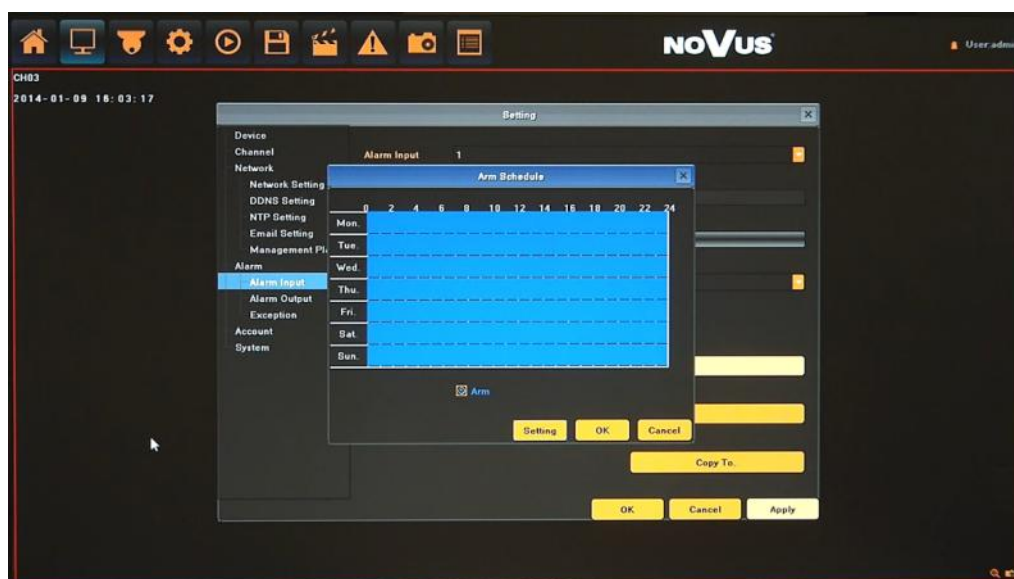 NOVUS
User:admi
CH03
2014-01-09 16:03:17
Setting
Device
Channel
Alarm Input 1
Network
Network Setting
Arm Schedule
DDNS Setting
NTP Setting
Email Setting
Management Pl
Alarm
Alarm Input
Alarm Output
Exception
Account
System
0 2 4 6 8 10 12 14 16 18 20 22 24
Mon.
Tue.
Wed.
Thu.
Fri.
Sat.
Sun.
Arm
Setting OK Cancel
Copy To.
OK Cancel Apply